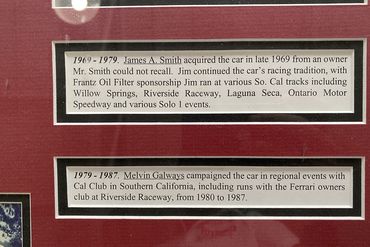 1969 - 1979. James A. Smith acquired the car in late 1969 from an owner
Mr. Smith could not recall. Jim continued the car's racing tradition, with
Frantz Oil Filter sponsorship Jim ran at various So. Cal tracks including
Willow Springs, Riverside Raceway, Laguna Seca, Ontario Motor
Speedway and various Solo 1 events.
1979 - 1987. Melvin Galways campaigned the car in regional events with
Cal Club in Southern California, including runs with the Ferrari owners
club at Riverside Raceway, from 1980 to 1987.